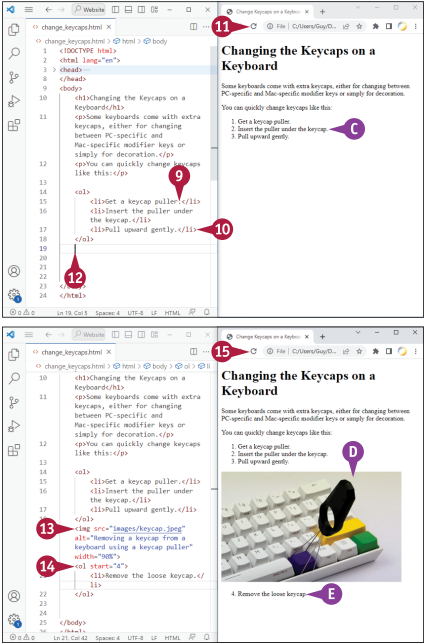 Website
change_keycaps.html
change_keycaps.html > html > body
1 <!DOCTYPE html>
2 <html lang="en">
3 > <head> ...
8 </head>
9 <body>
10 <h1>Changing the Keycaps on a
Keyboard</h1>
11 <p>Some keyboards come with extra
keycaps, either for changing
between PC-specific and
Mac-specific modifier keys or
simply for decoration.</p>
12 <p>You can quickly change keycaps
like this:</p>
13
14 <ol>
15 <li>Get a keycap puller.</li>
16 <li>Insert the puller under
the keycap.</li>
17 <li>Pull upward gently.</li>
18 </ol>
19
20
21
22
23
24 </html>
9
10
12
0 0 Ln 19, Col 5 Spaces: 4 UTF-8 LF HTML
Change Keycaps on a Keyboard
11
File | C:/Users/Guy/D...
Changing the Keycaps on a
Keyboard
Some keyboards come with extra keycaps, either for changing between
PC-specific and Mac-specific modifier keys or simply for decoration.
You can quickly change keycaps like this:
1. Get a keycap puller.
2. Insert the puller under the keycap.
3. Pull upward gently.
C
Website
change_keycaps.html
change_keycaps.html > html > body > ol > li
10 <h1>Changing the Keycaps on a
Keyboard</h1>
11 <p>Some keyboards come with extra
keycaps, either for changing
between PC-specific and
Mac-specific modifier keys or
simply for decoration.</p>
12 <p>You can quickly change keycaps
like this:</p>
13
14 <ol>
15 <li>Get a keycap puller.</li>
16 <li>Insert the puller under
the keycap.</li>
17 <li>Pull upward gently.</li>
18 </ol>
13
<img src="images/keycap.jpeg"
alt="Removing a keycap from a
keyboard using a keycap puller"
width="90%">
14
<ol start="4">
<li>Remove the loose keycap.</
li>
22 </ol>
23
25 </body>
26 </html>
0 0 Ln 21, Col 42 Spaces: 4 UTF-8 LF HTML
Change Keycaps on a Keyboard
15
File | C:/Users/Guy/D...
Changing the Keycaps on a
Keyboard
Some keyboards come with extra keycaps, either for changing between
PC-specific and Mac-specific modifier keys or simply for decoration.
You can quickly change keycaps like this:
1. Get a keycap puller.
2. Insert the puller under the keycap.
3. Pull upward gently.
D
4. Remove the loose keycap.
E